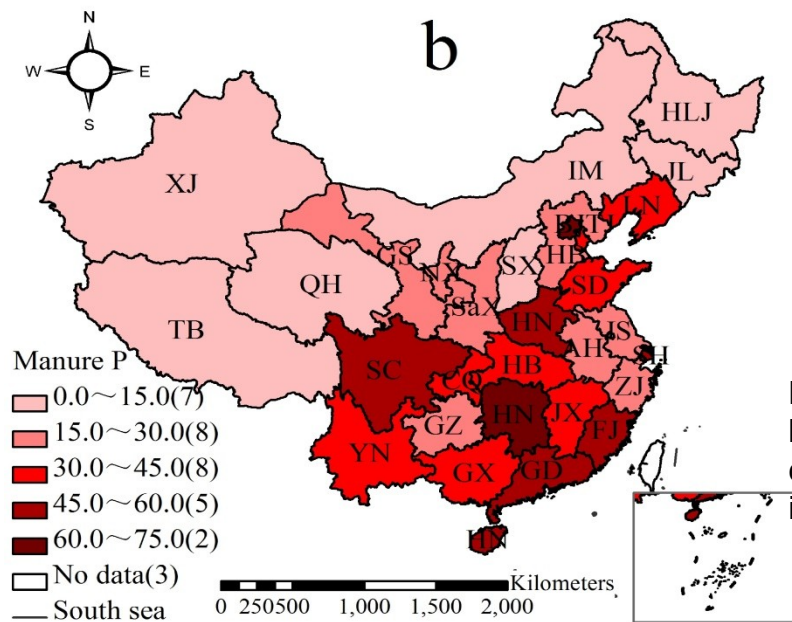 b
N
W E
S
HLJ
JL
IM
LN
XJ
GS
NX
SX
HB
SD
QH
SaX
HN
JS
TB
AH
SH
SC
HB
ZJ
HN
JX
GZ
FJ
YN
GX
GD
HN
Manure P
0.0～15.0(7)
15.0～30.0(8)
30.0～45.0(8)
45.0～60.0(5)
60.0～75.0(2)
No data(3)
South sea
Kilometers
0 250500 1,000 1,500 2,000